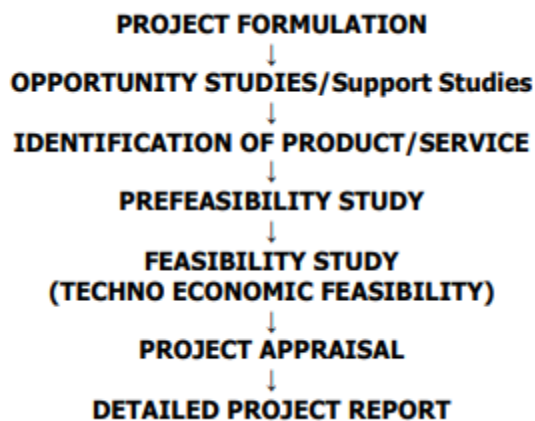 PROJECT FORMULATION
↓
OPPORTUNITY STUDIES/Support Studies
↓
IDENTIFICATION OF PRODUCT/SERVICE
↓
PREFEASIBILITY STUDY
↓
FEASIBILITY STUDY
(TECHNO ECONOMIC FEASIBILITY)
↓
PROJECT APPRAISAL
↓
DETAILED PROJECT REPORT